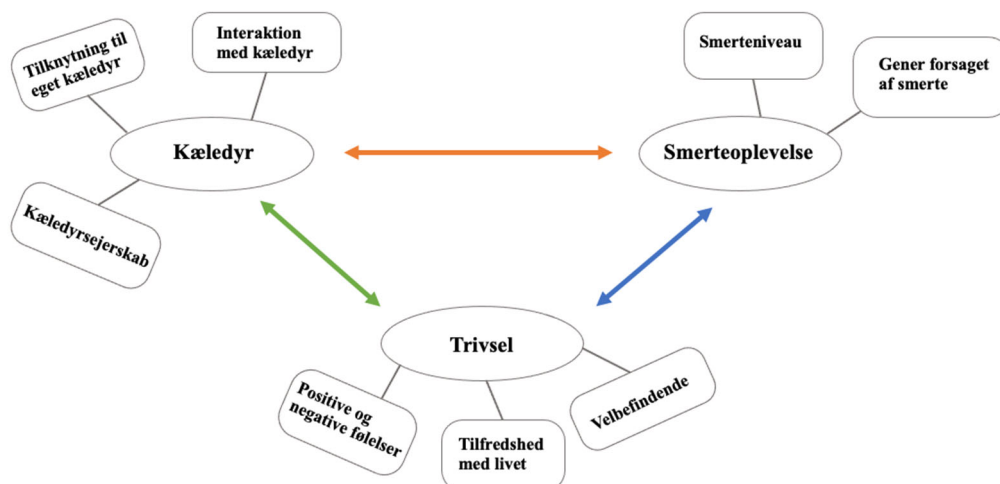 Tilknytning til
eget kæledyr
Interaktion
med kæledyr
Kæledyr
Kæledyrsejerskab
Smerteniveau
Gener forsaget
af smerte
Smerteoplevelse
Trivsel
Positive og
negative følelser
Tilfredshed
med livet
Velbefindende